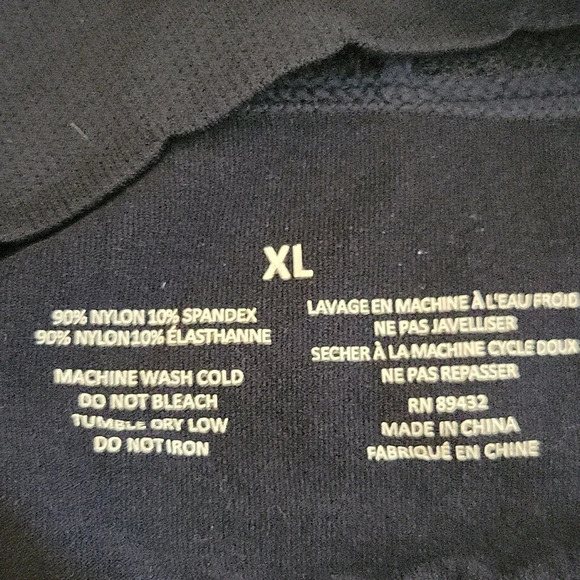 XL
90% NYLON 10% SPANDEX
90% NYLON 10% ÉLASTHANNE
MACHINE WASH COLD
DO NOT BLEACH
TUMBLE DRY LOW
DO NOT IRON
LAVAGE EN MACHINE À L'EAU FROID
NE PAS JAVELLISER
SECHER À LA MACHINE CYCLE DOUX
NE PAS REPASSER
RN 89432
MADE IN CHINA
FABRIQUÉ EN CHINE